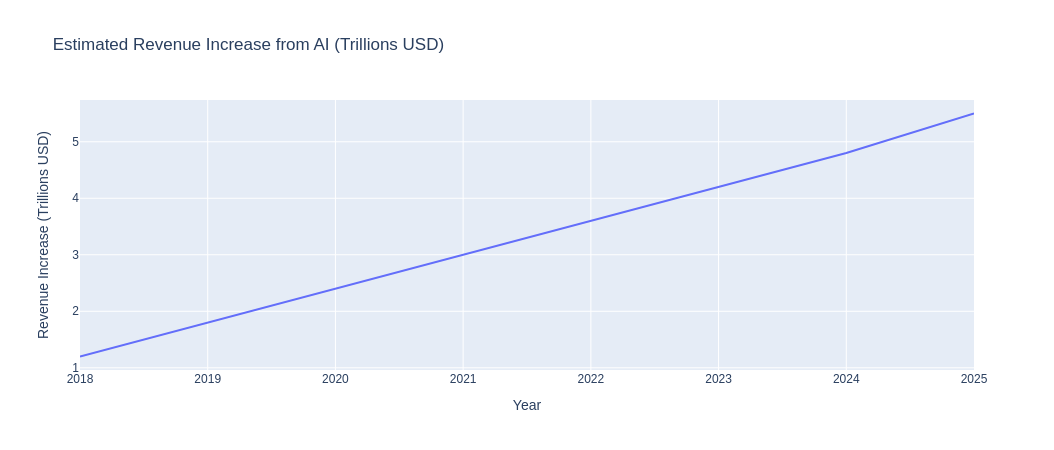 Estimated Revenue Increase from AI (Trillions USD)
Revenue Increase (Trillions USD)
5
4
3
2
1
2018 2019 2020 2021 2022 2023 2024 2025
Year